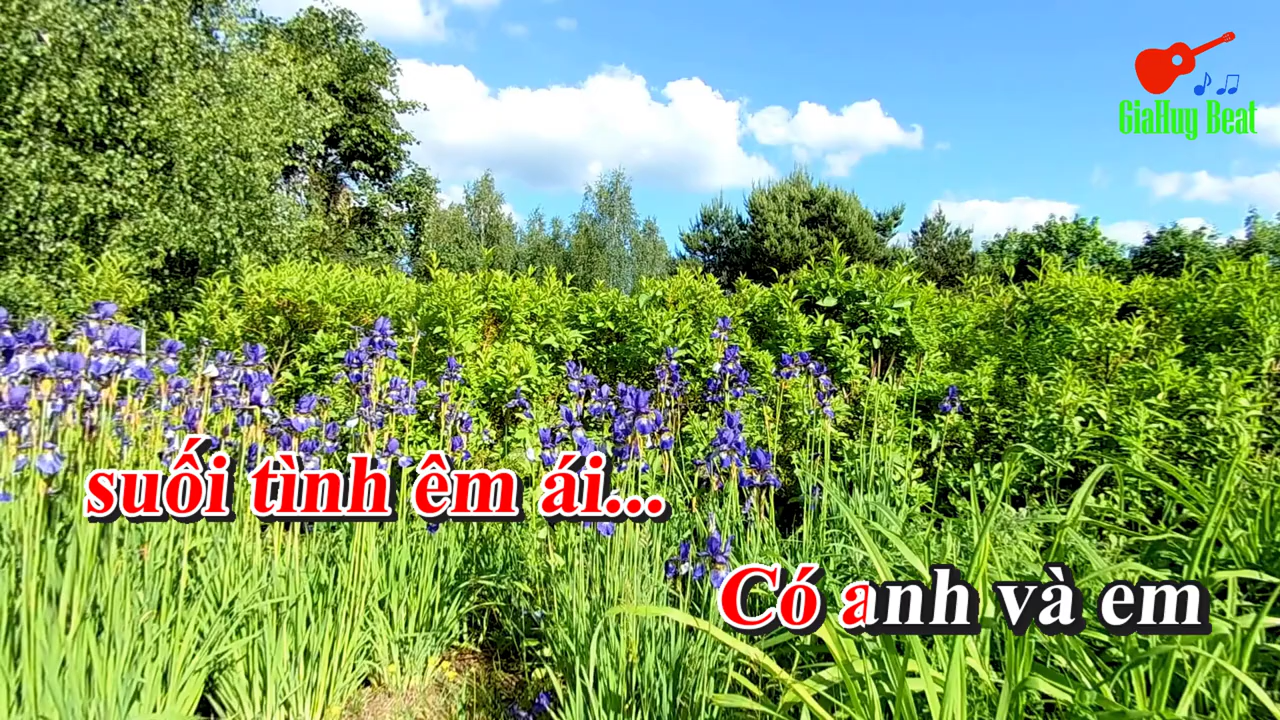 GiaHuy Beat
suối tình êm ái...
Có anh và em